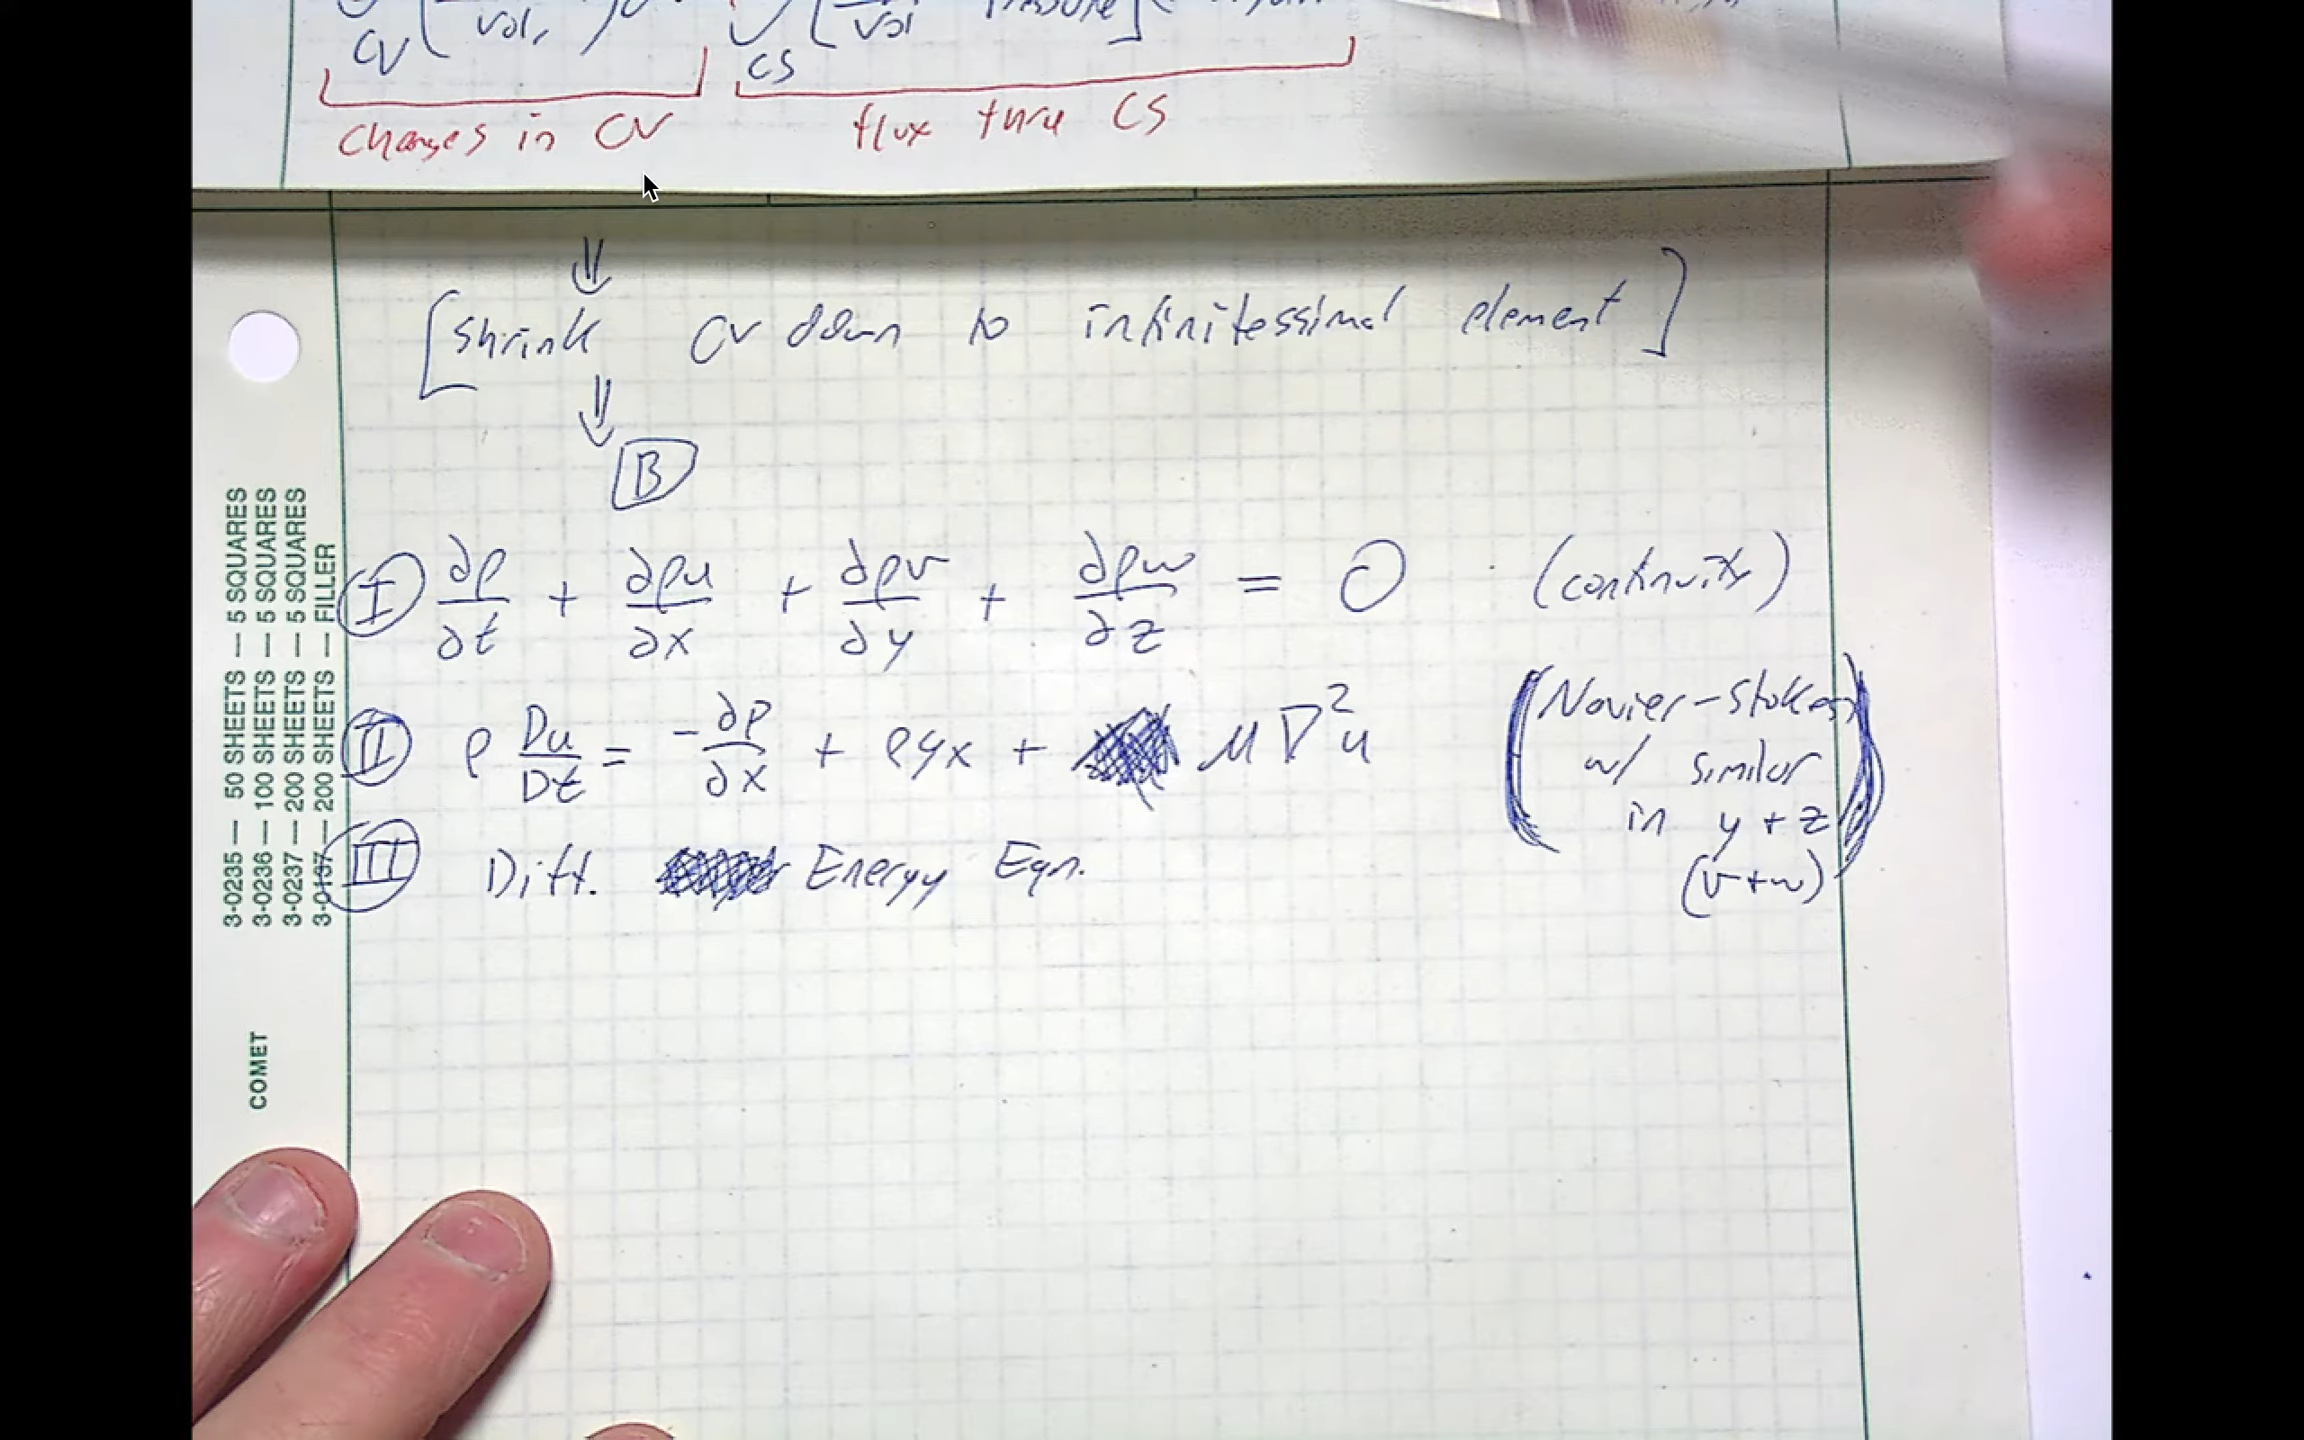 CV vol, CS vol
changes in CV flux thru CS
⇓
[shrink CV down to infinitessimal element]
⇓
B
I ∂ρ/∂t + ∂ρu/∂x + ∂ρv/∂y + ∂ρw/∂z = 0 (continuity)
II ρ Du/Dt = -∂P/∂x + ρgx + μ∇²u
(Navier-Stokes
w/ similar
in y + z
(v+w))
III Diff. Energy Eqn.
3-0235 — 50 SHEETS — 5 SQUARES
3-0236 — 100 SHEETS — 5 SQUARES
3-0237 — 200 SHEETS — 5 SQUARES
3-0137 — 200 SHEETS — FILLER
COMET